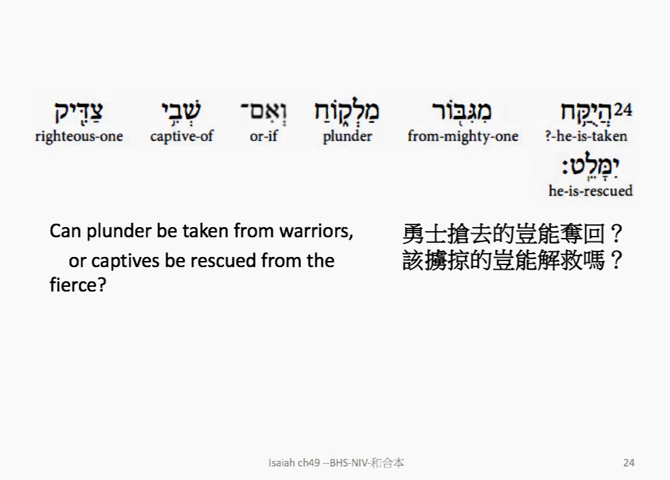 24 הֲיֻקַּ֥ח מִגִּבּ֖וֹר מַלְק֑וֹחַ וְאִם־ שְׁבִ֥י צַדִּ֖יק
righteous-one captive-of or-if plunder from-mighty-one ?-he-is-taken
יִמָּלֵֽט׃
he-is-rescued
Can plunder be taken from warriors,
or captives be rescued from the
fierce?
勇士搶去的豈能奪回？
該擄掠的豈能解救嗎？
Isaiah ch49 --BHS-NIV-和合本
24